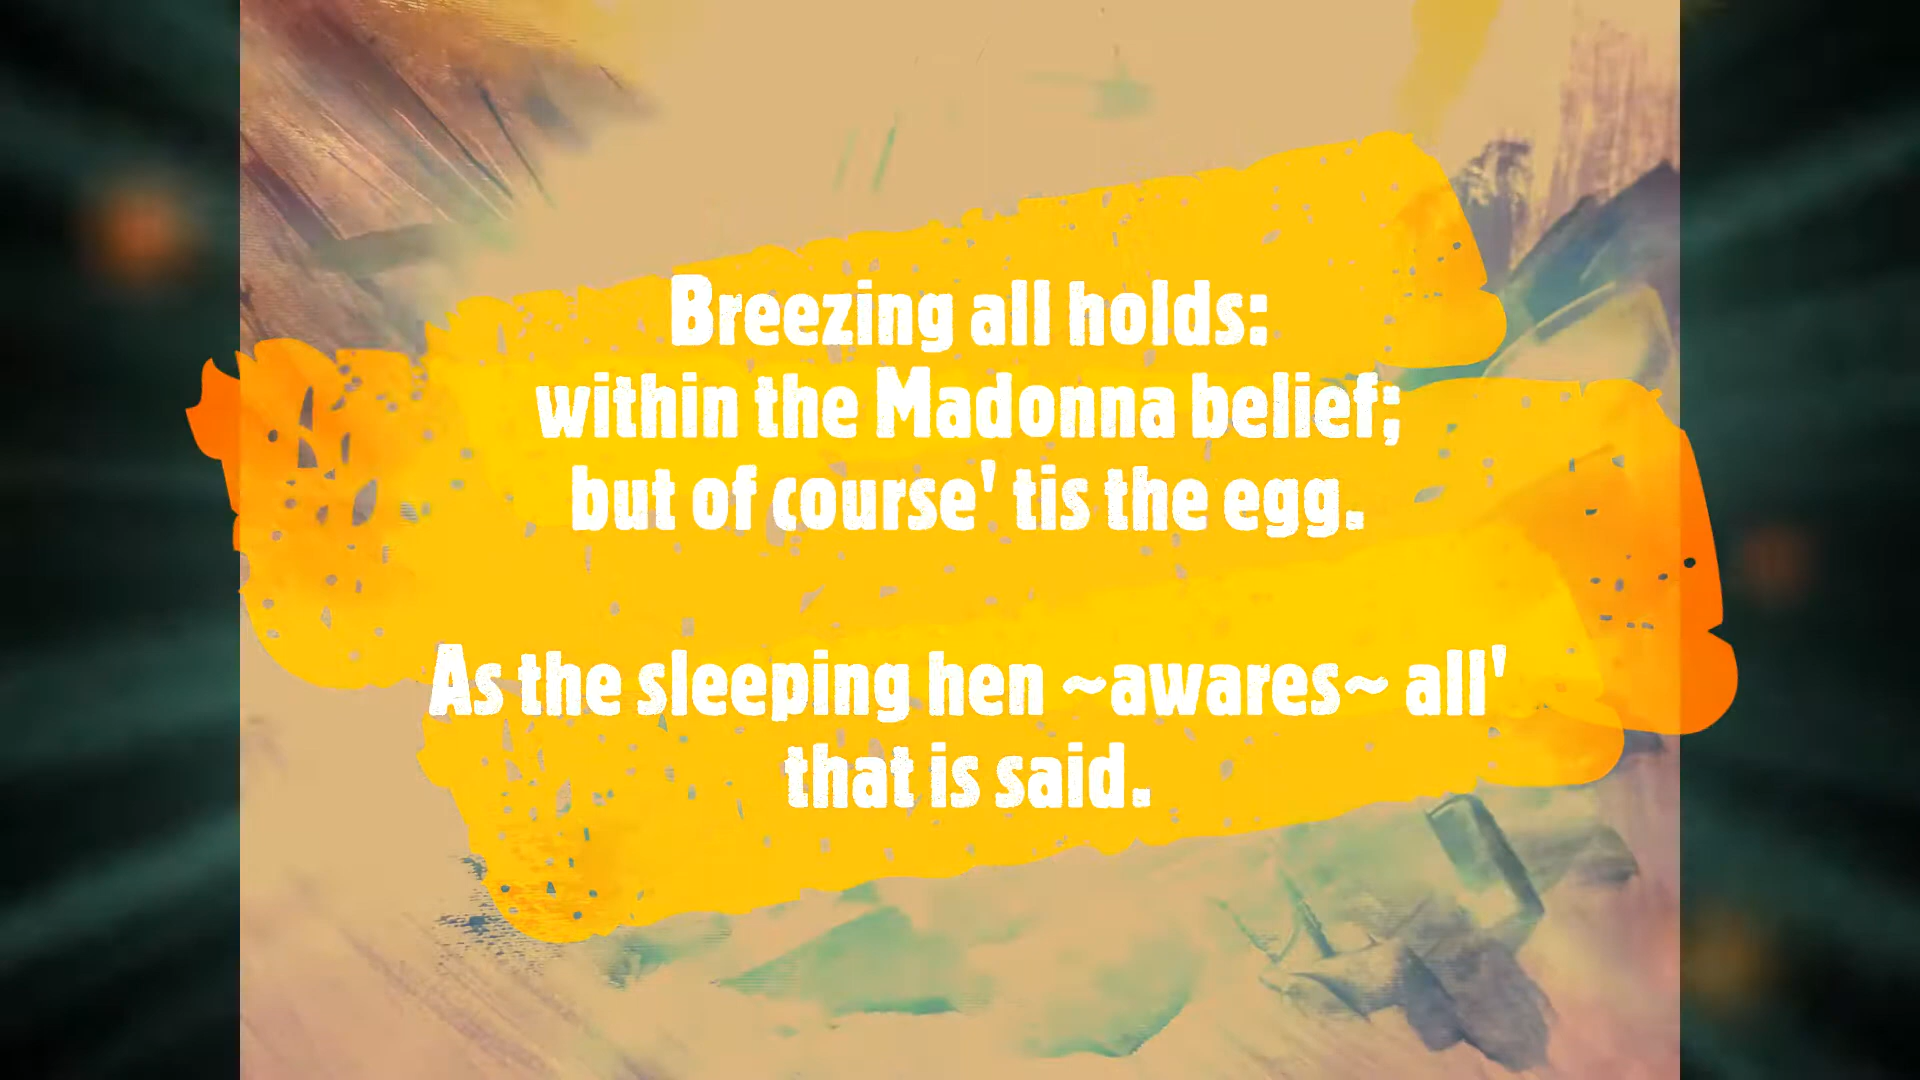 Breezing all holds:
within the Madonna belief;
but of course' tis the egg.
As the sleeping hen ~awares~ all'
that is said.